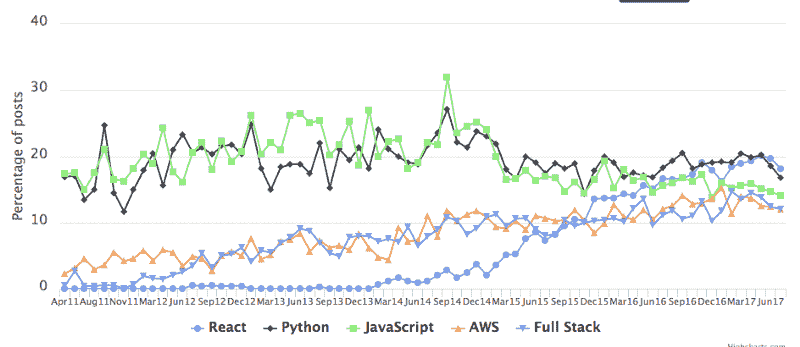 40
30
20
10
0
Percentage of posts
Apr11 Aug11 Nov11 Mar12 Jun12 Sep12 Dec12 Mar13 Jun13 Sep13 Dec13 Mar14 Jun14 Sep14 Dec14 Mar15 Jun15 Sep15 Dec15 Mar16 Jun16 Sep16 Dec16 Mar17 Jun17
React Python JavaScript AWS Full Stack
Highcharts.com